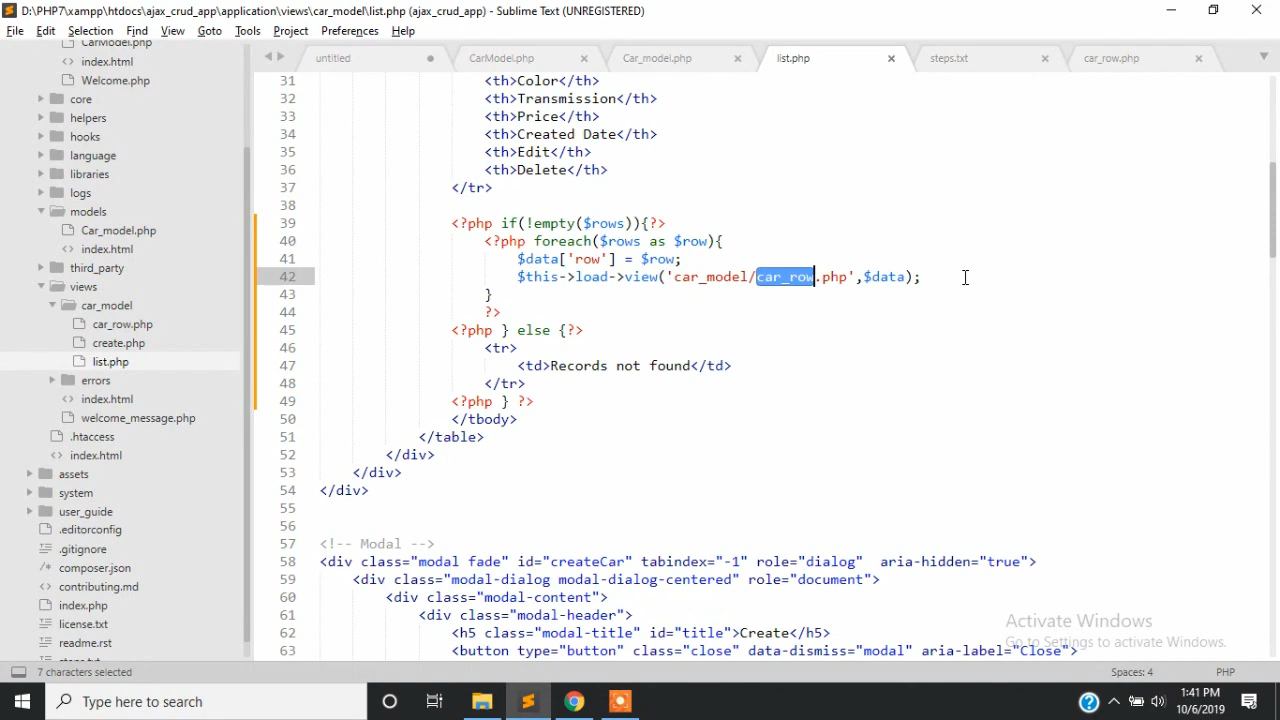 D:\PHP7\xampp\htdocs\ajax_crud_app\application\views\car_model\list.php (ajax_crud_app) - Sublime Text (UNREGISTERED)
File Edit Selection Find View Goto Tools Project Preferences Help
untitled CarModel.php Car_model.php list.php steps.txt car_row.php
CarModel.php
index.html
Welcome.php
core
helpers
hooks
language
libraries
logs
models
Car_model.php
index.html
third_party
views
car_model
car_row.php
create.php
list.php
errors
index.html
welcome_message.php
.htaccess
index.html
assets
system
user_guide
.editorconfig
.gitignore
composer.json
contributing.md
index.php
license.txt
readme.rst
steps.txt
31 <th>Color</th>
32 <th>Transmission</th>
33 <th>Price</th>
34 <th>Created Date</th>
35 <th>Edit</th>
36 <th>Delete</th>
37 </tr>
38
39 <?php if(!empty($rows)){?>
40 <?php foreach($rows as $row){
41 $data['row'] = $row;
42 $this->load->view('car_model/car_row.php',$data);
43 }
44 ?>
45 <?php } else {?>
46 <tr>
47 <td>Records not found</td>
48 </tr>
49 <?php } ?>
50 </tbody>
51 </table>
52 </div>
53 </div>
54 </div>
55
56
57 <!-- Modal -->
58 <div class="modal fade" id="createCar" tabindex="-1" role="dialog"  aria-hidden="true">
59 <div class="modal-dialog modal-dialog-centered" role="document">
60 <div class="modal-content">
61 <div class="modal-header">
62 <h5 class="modal-title" id="title">Create</h5>
63 <button type="button" class="close" data-dismiss="modal" aria-label="Close">
Activate Windows
Go to Settings to activate Windows.
7 characters selected Spaces: 4 PHP
Type here to search
1:41 PM
10/6/2019